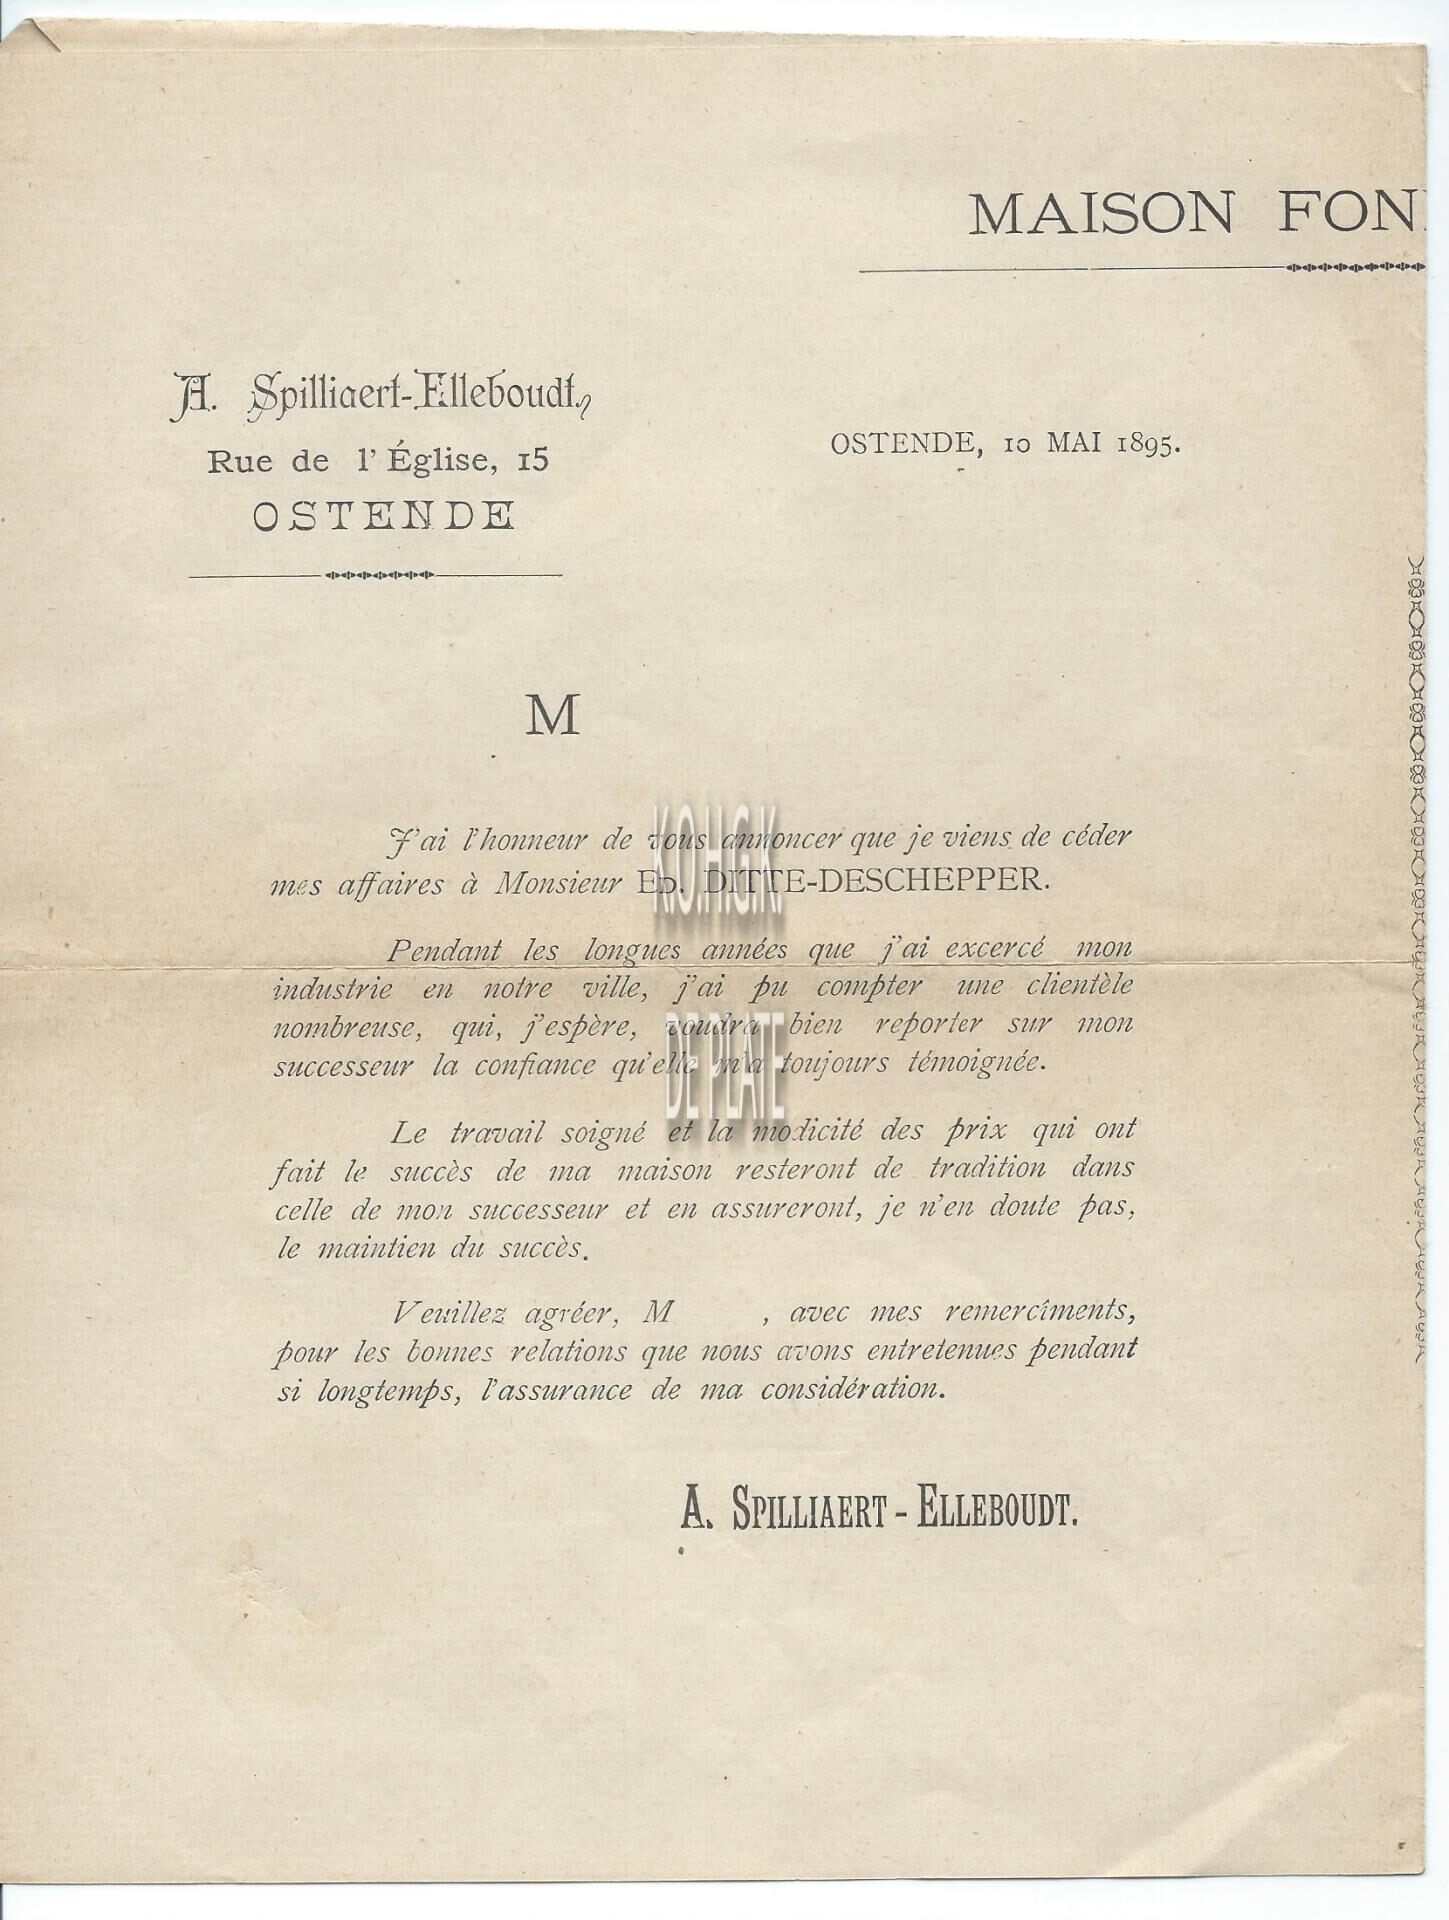 MAISON FON
A. Spilliaert-Elleboudt,
Rue de l'Église, 15
OSTENDE
OSTENDE, 10 MAI 1895.
M
J'ai l'honneur de vous annoncer que je viens de céder
mes affaires à Monsieur ED. DITTE-DESCHEPPER.
Pendant les longues années que j'ai excercé mon
industrie en notre ville, j'ai pu compter une clientèle
nombreuse, qui, j'espère, voudra bien reporter sur mon
successeur la confiance qu'elle m'a toujours témoignée.
Le travail soigné et la modicité des prix qui ont
fait le succès de ma maison resteront de tradition dans
celle de mon successeur et en assureront, je n'en doute pas,
le maintien du succès.
Veuillez agréer, M , avec mes remercîments,
pour les bonnes relations que nous avons entretenues pendant
si longtemps, l'assurance de ma considération.
A. SPILLIAERT - ELLEBOUDT.
K.O.H.G.K.
DE PLATE